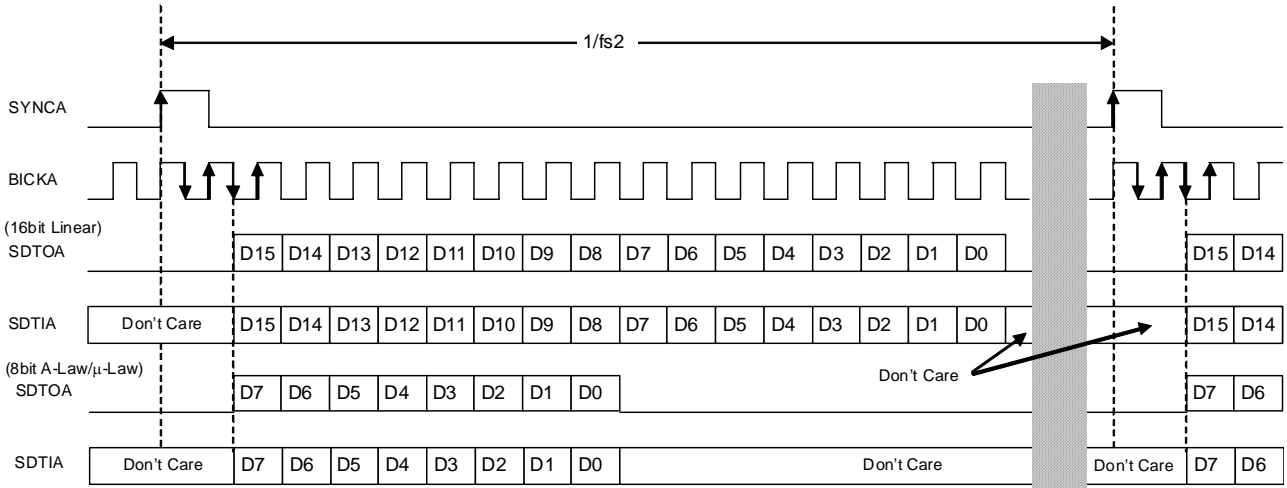 1/fs2
SYNCA
BICKA
(16bit Linear)
SDTOA D15 D14 D13 D12 D11 D10 D9 D8 D7 D6 D5 D4 D3 D2 D1 D0 D15 D14
SDTIA Don't Care D15 D14 D13 D12 D11 D10 D9 D8 D7 D6 D5 D4 D3 D2 D1 D0 D15 D14
Don't Care
(8bit A-Law/μ-Law)
SDTOA D7 D6 D5 D4 D3 D2 D1 D0 D7 D6
SDTIA Don't Care D7 D6 D5 D4 D3 D2 D1 D0 Don't Care Don't Care D7 D6